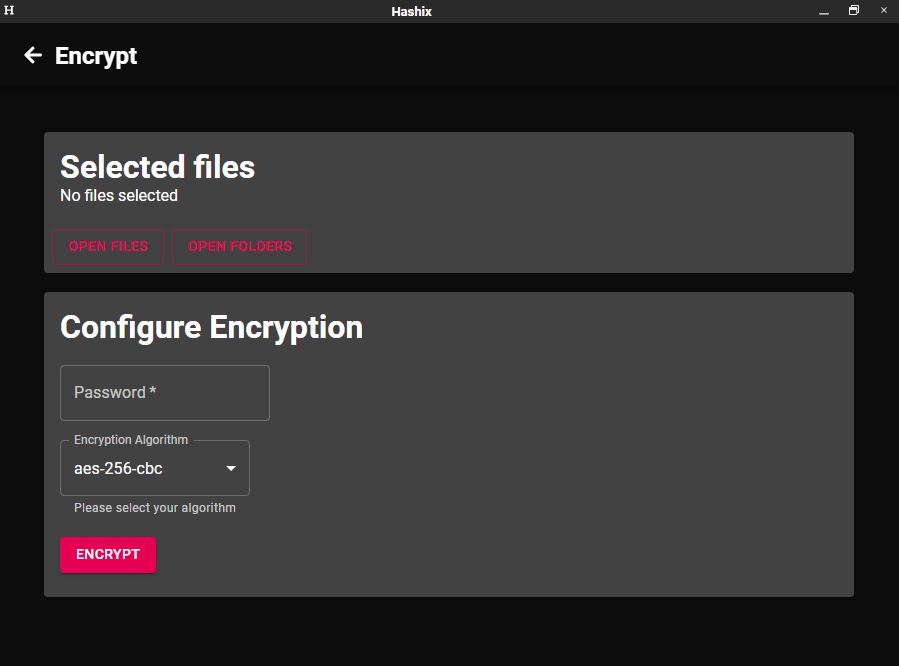 H
Hashix
Encrypt
Selected files
No files selected
OPEN FILES
OPEN FOLDERS
Configure Encryption
Password *
Encryption Algorithm
aes-256-cbc
Please select your algorithm
ENCRYPT